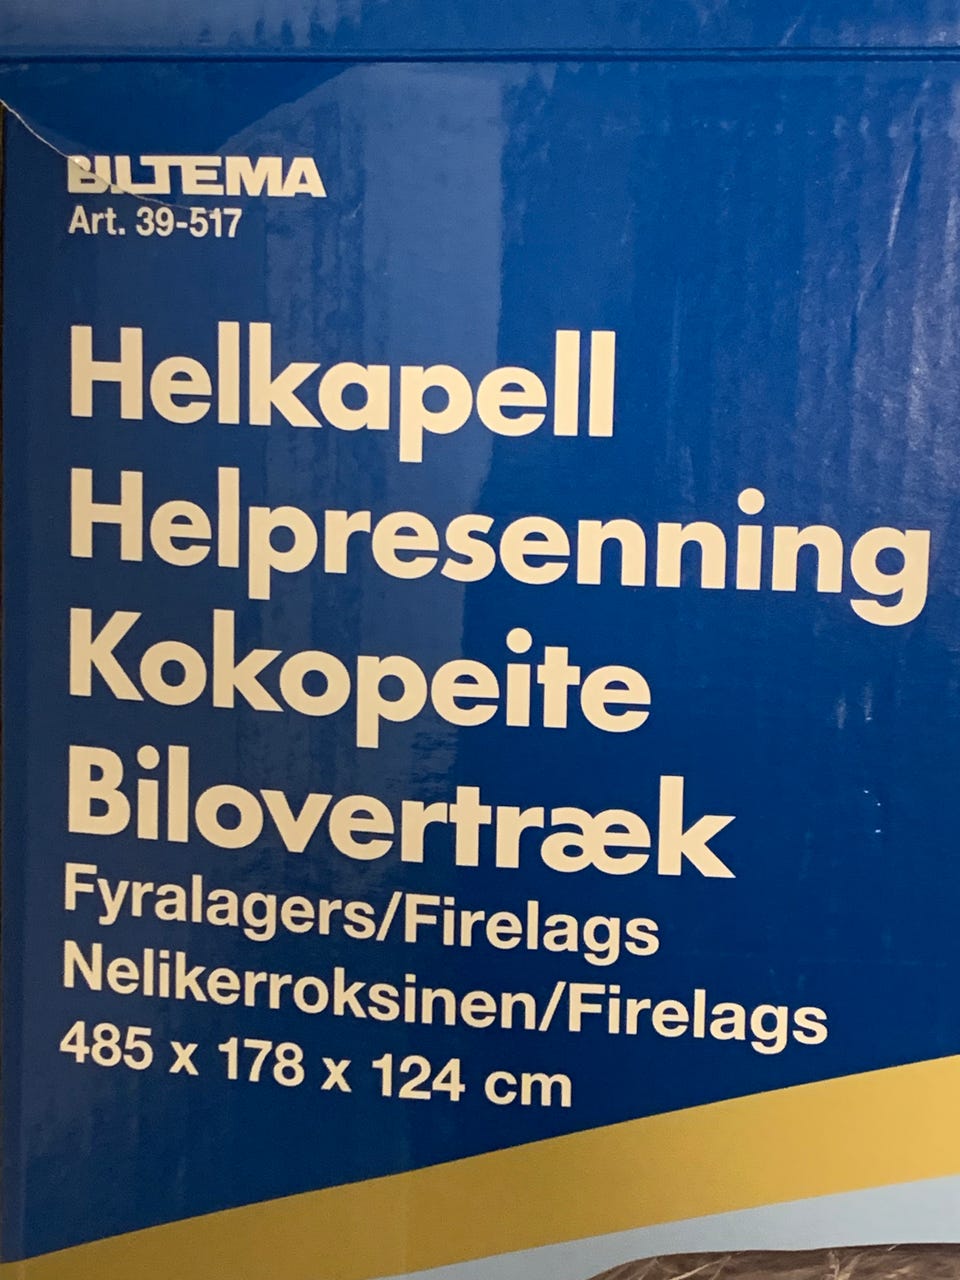 BILTEMA
Art. 39-517
Helkapell
Helpresenning
Kokopeite
Bilovertræk
Fyralagers/Firelags
Nelikerroksinen/Firelags
485 x 178 x 124 cm